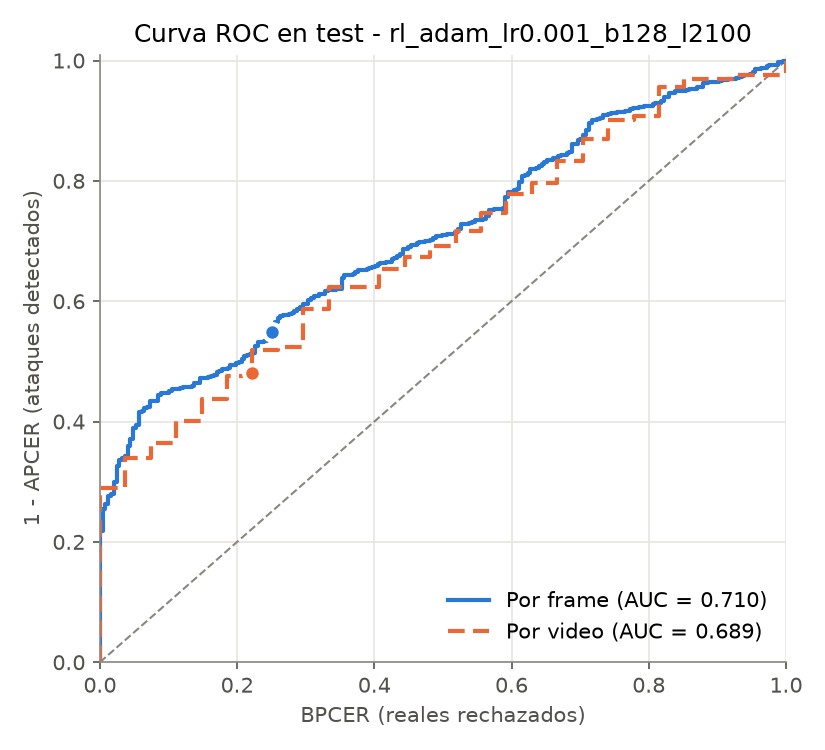 Curva ROC en test - rl_adam_lr0.001_b128_l2100
1 - APCER (ataques detectados)
1.0
0.8
0.6
0.4
0.2
0.0
Por frame (AUC = 0.710)
Por video (AUC = 0.689)
0.0 0.2 0.4 0.6 0.8 1.0
BPCER (reales rechazados)